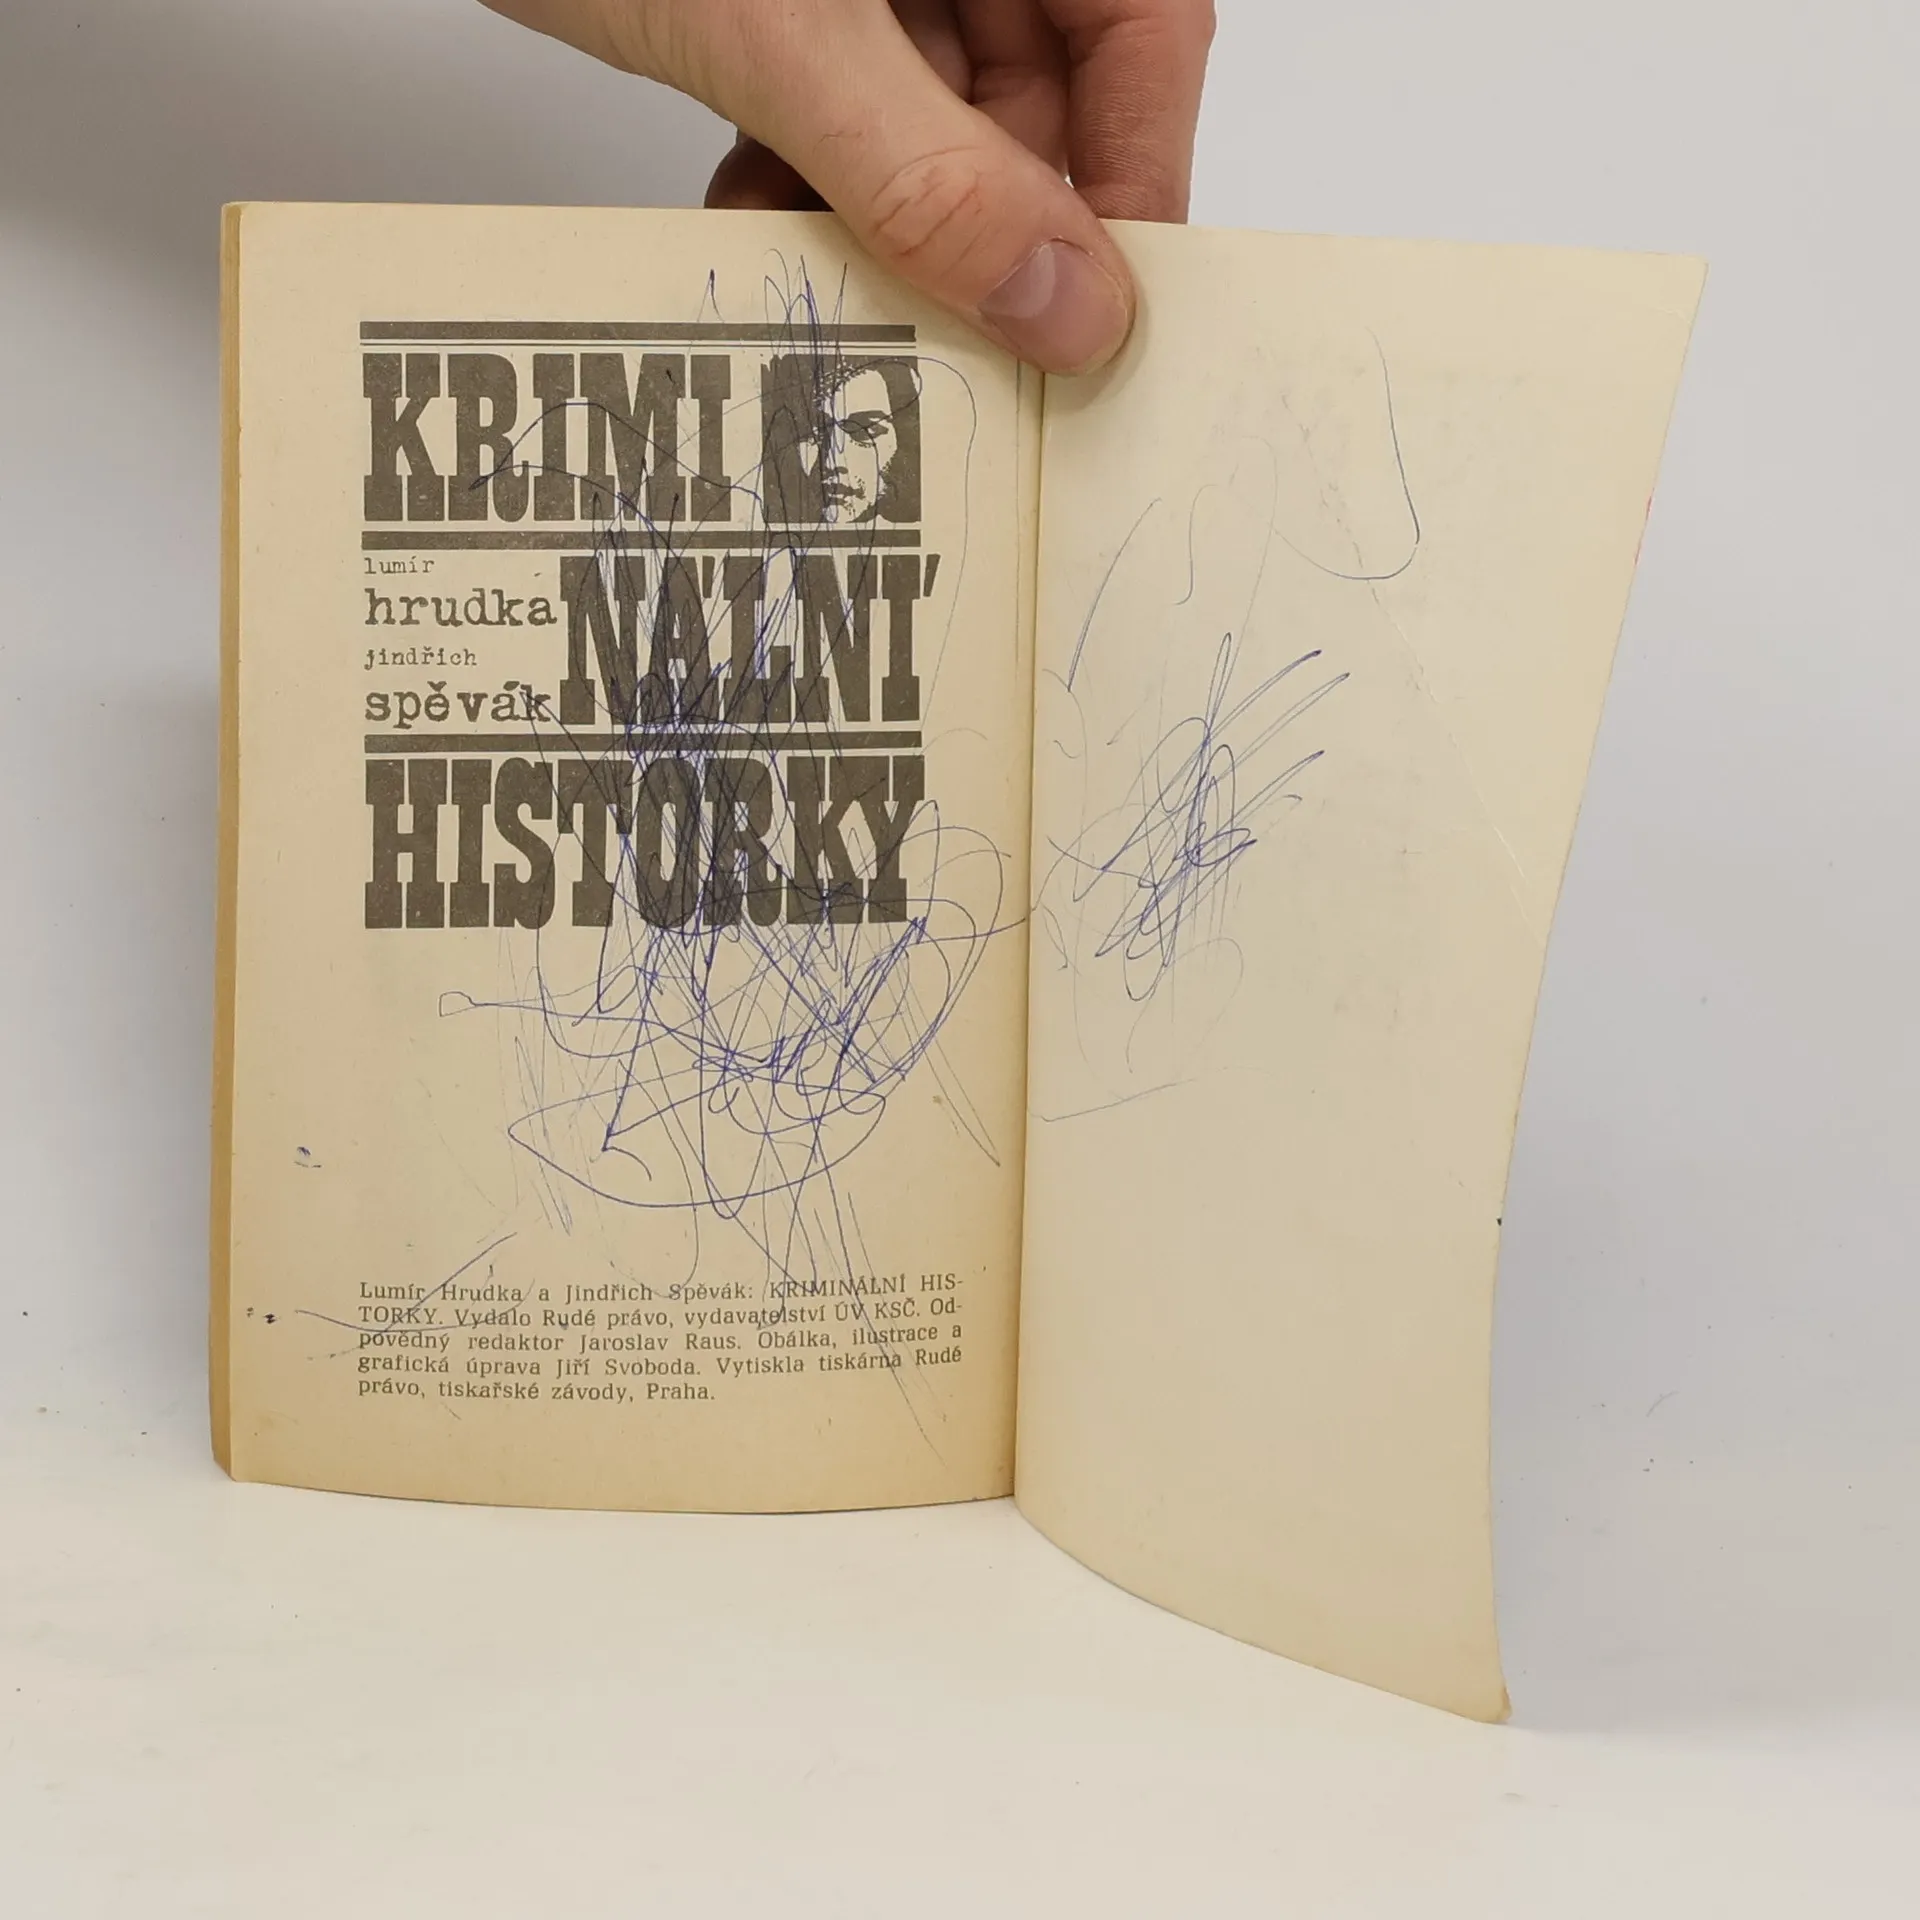 KRIMI
lumír
hrudka
jindřich
spěvák
NÁLNÍ
HISTORKY
Lumír Hrudka a Jindřich Spěvák: KRIMINÁLNÍ HIS-
TORKY. Vydalo Rudé právo, vydavatelství ÚV KSČ. Od-
povědný redaktor Jaroslav Raus. Obálka, ilustrace a
grafická úprava Jiří Svoboda. Vytiskla tiskárna Rudé
právo, tiskařské závody, Praha.